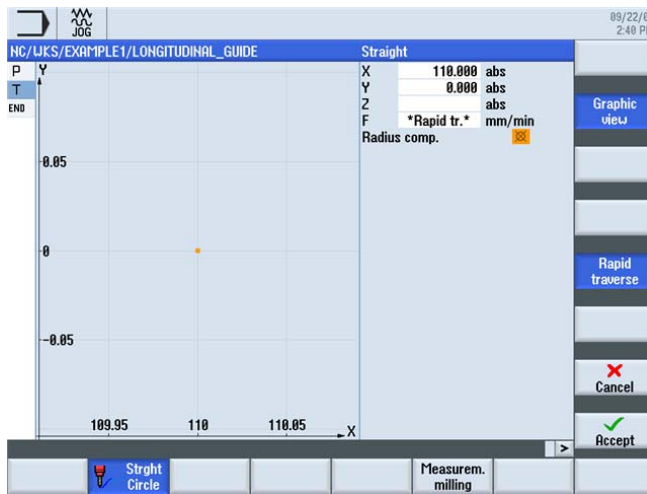 JOG
09/22/0
2:40 P
NC/WKS/EXAMPLE1/LONGITUDINAL_GUIDE
Straight
P
T
END
Y
0.05
0
-0.05
109.95
110
110.05
X
X 110.000 abs
Y 0.000 abs
Z abs
F *Rapid tr.* mm/min
Radius comp.
Graphic
view
Rapid
traverse
Cancel
Accept
>
Strght
Circle
Measurem.
milling